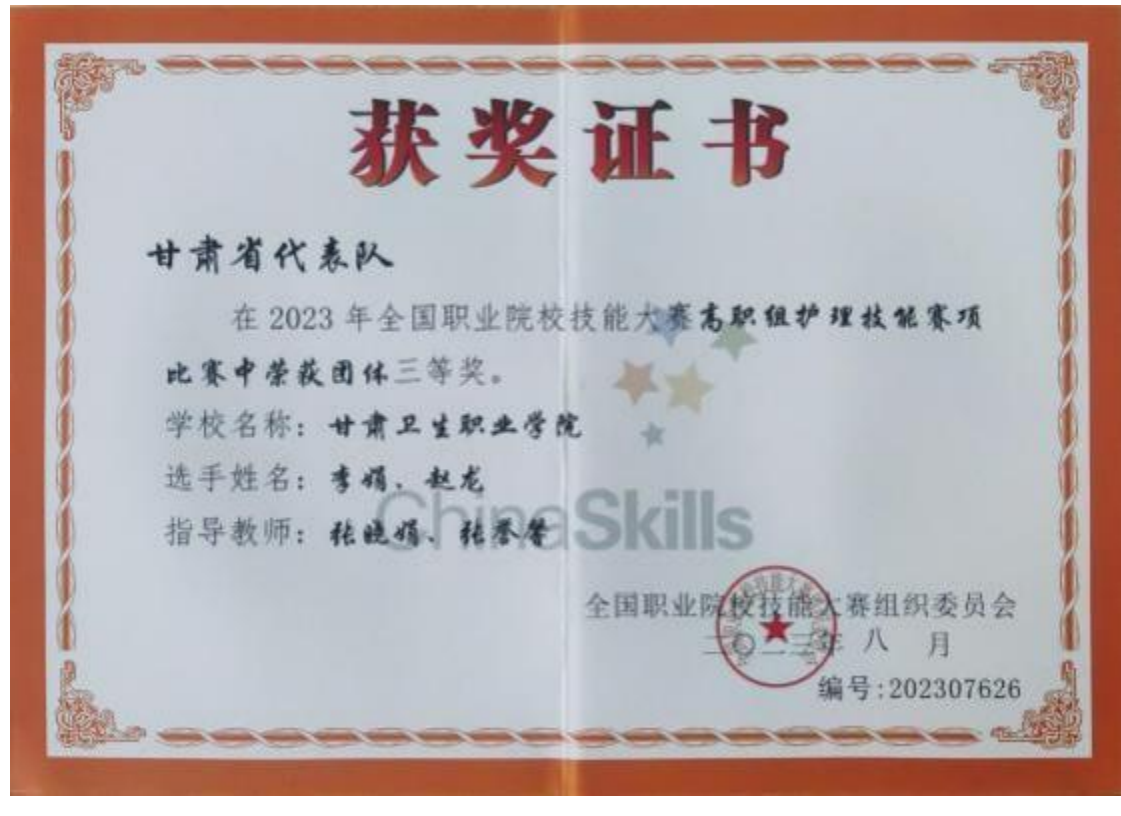 获奖证书
甘肃省代表队
在 2023 年全国职业院校技能大赛高职组护理技能赛项
比赛中荣获团体三等奖。
学校名称：甘肃卫生职业学院
选手姓名：李娟、赵龙
指导教师：张晓娟、张誉馨
ChinaSkills
全国职业院校技能大赛组织委员会
二〇二三年八 月
编号:202307626